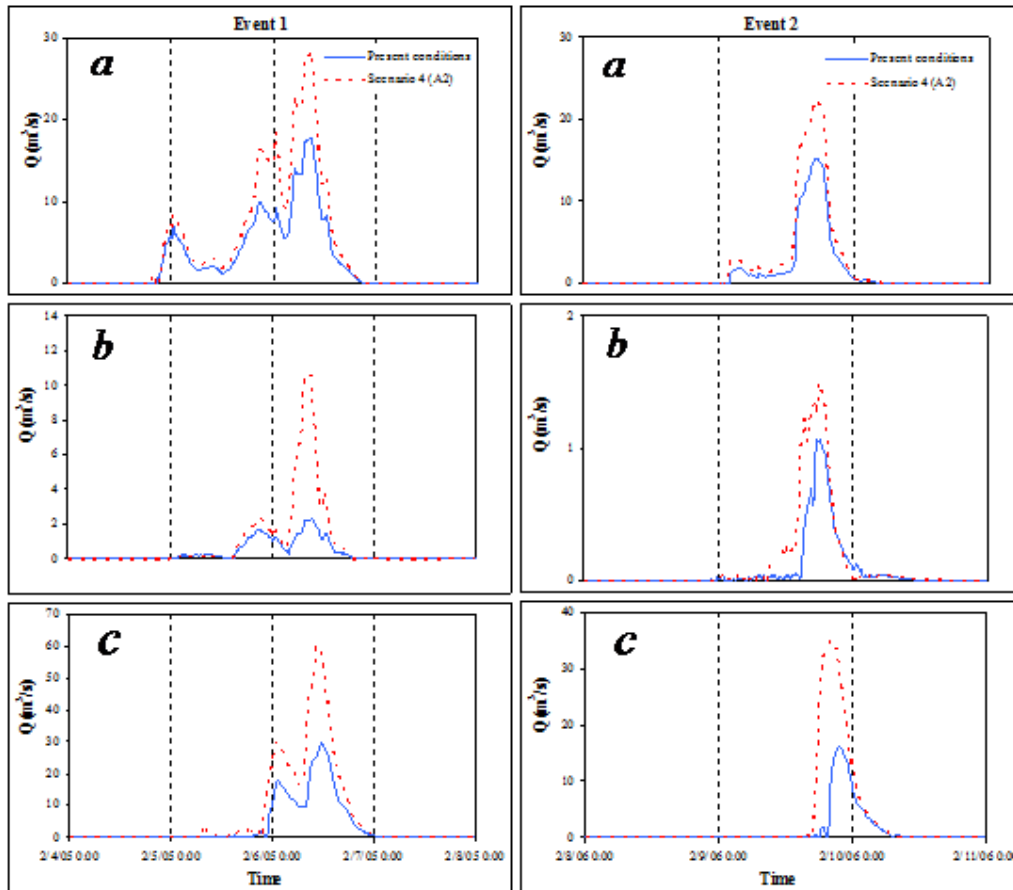 Event 1
a
Present conditions
Scenario 4 (A2)
Q (m³/s)
30
20
10
0
Event 2
a
Present conditions
Scenario 4 (A2)
Q (m³/s)
30
20
10
0
b
Q (m³/s)
14
12
10
8
6
4
2
0
b
Q (m³/s)
2
1
0
c
Q (m³/s)
70
60
50
40
30
20
10
0
2/4/05 0:00
2/5/05 0:00
2/6/05 0:00
2/7/05 0:00
2/8/05 0:00
Time
c
Q (m³/s)
40
30
20
10
0
2/8/06 0:00
2/9/06 0:00
2/10/06 0:00
2/11/06 0:00
Time